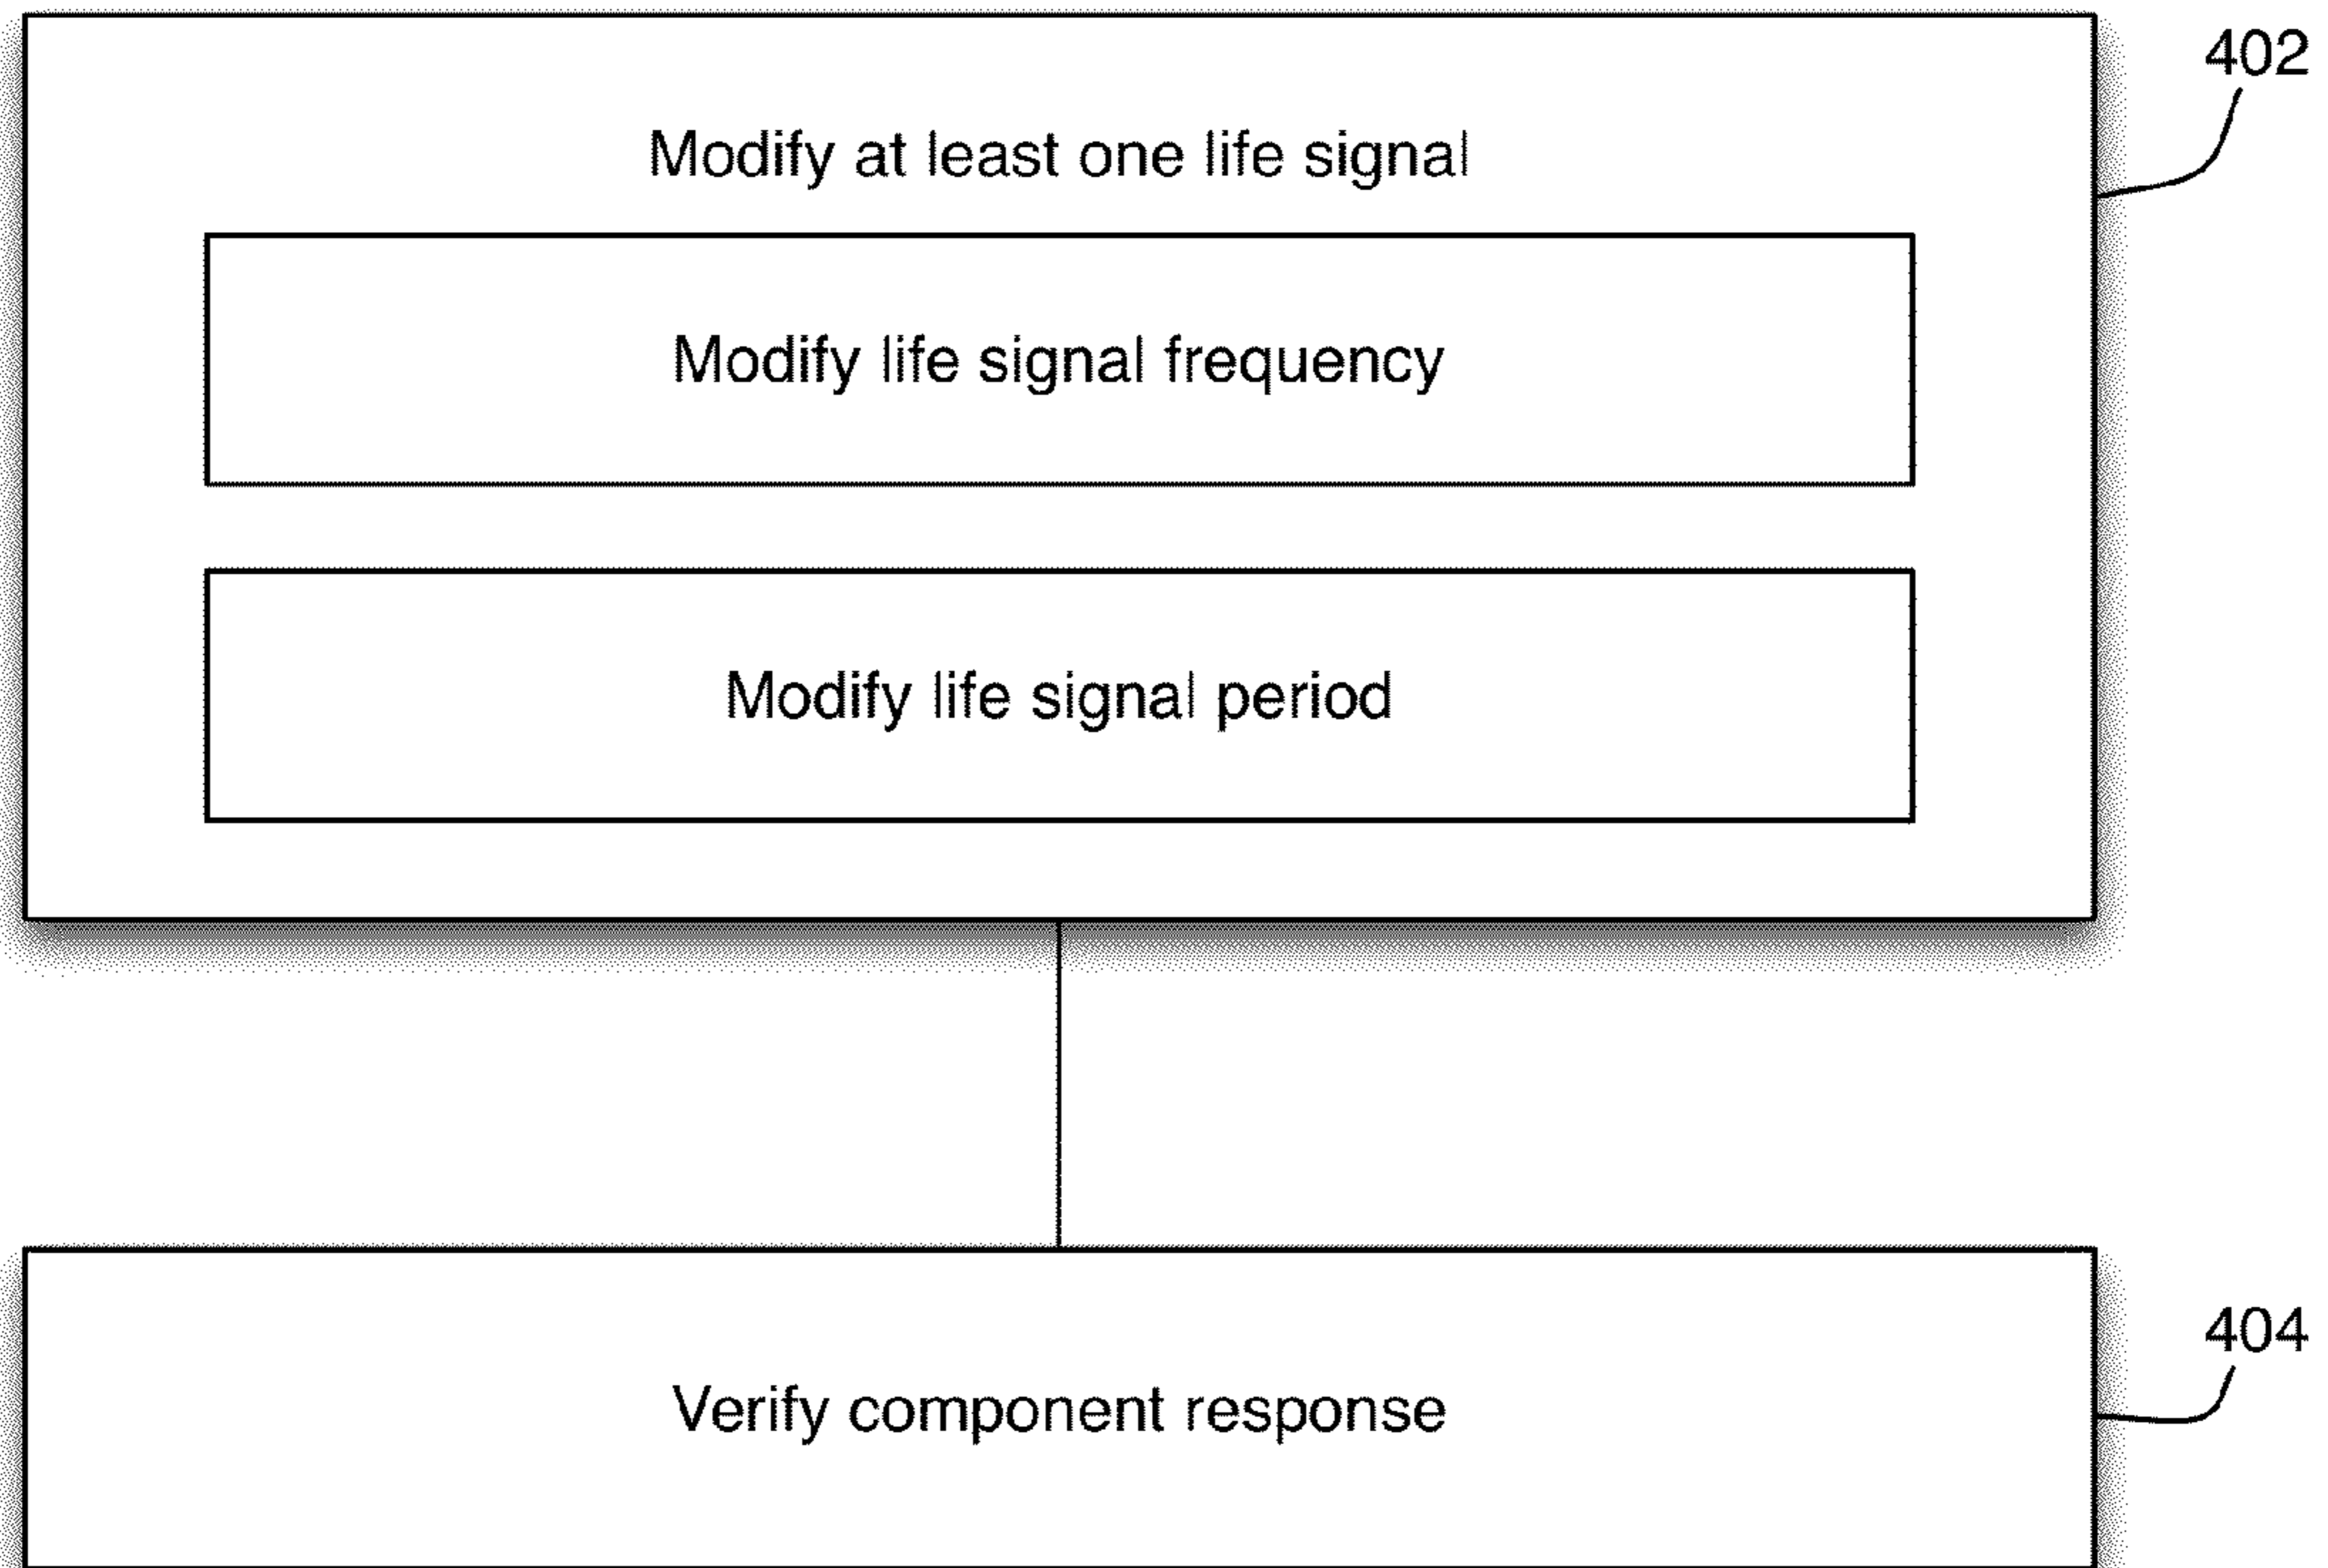 402
Modify at least one life signal
Modify life signal frequency
Modify life signal period
404
Verify component response